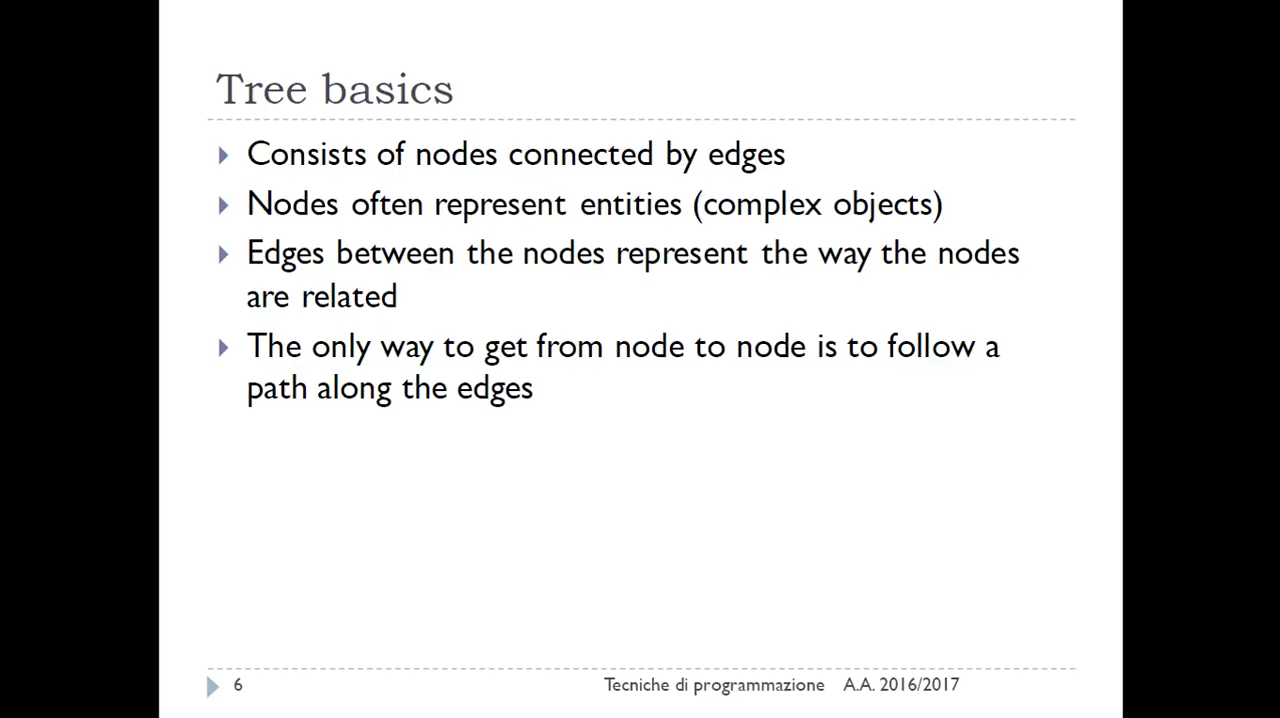 Tree basics
Consists of nodes connected by edges
Nodes often represent entities (complex objects)
Edges between the nodes represent the way the nodes
are related
The only way to get from node to node is to follow a
path along the edges
6
Tecniche di programmazione A.A. 2016/2017